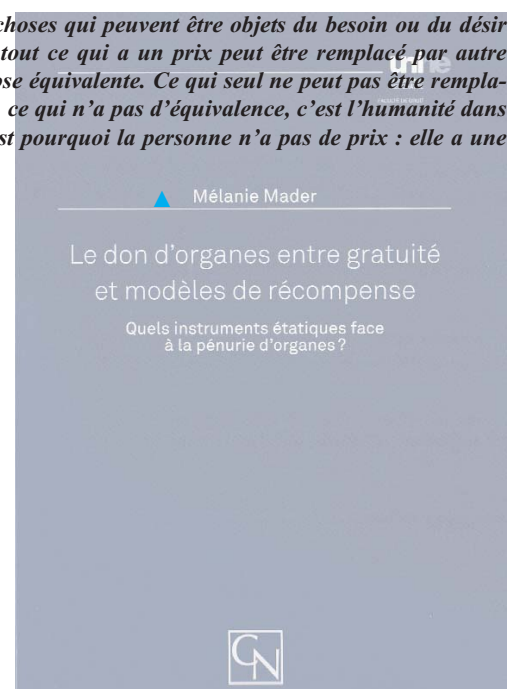 choses qui peuvent être objets du besoin ou du désir
tout ce qui a un prix peut être remplacé par autre
ose équivalente. Ce qui seul ne peut pas être rempla-
ce qui n’a pas d’équivalence, c’est l’humanité dans
st pourquoi la personne n’a pas de prix : elle a une
Mélanie Mader
Le don d’organes entre gratuité
et modèles de récompense
Quels instruments étatiques face
à la pénurie d’organes ?
CN